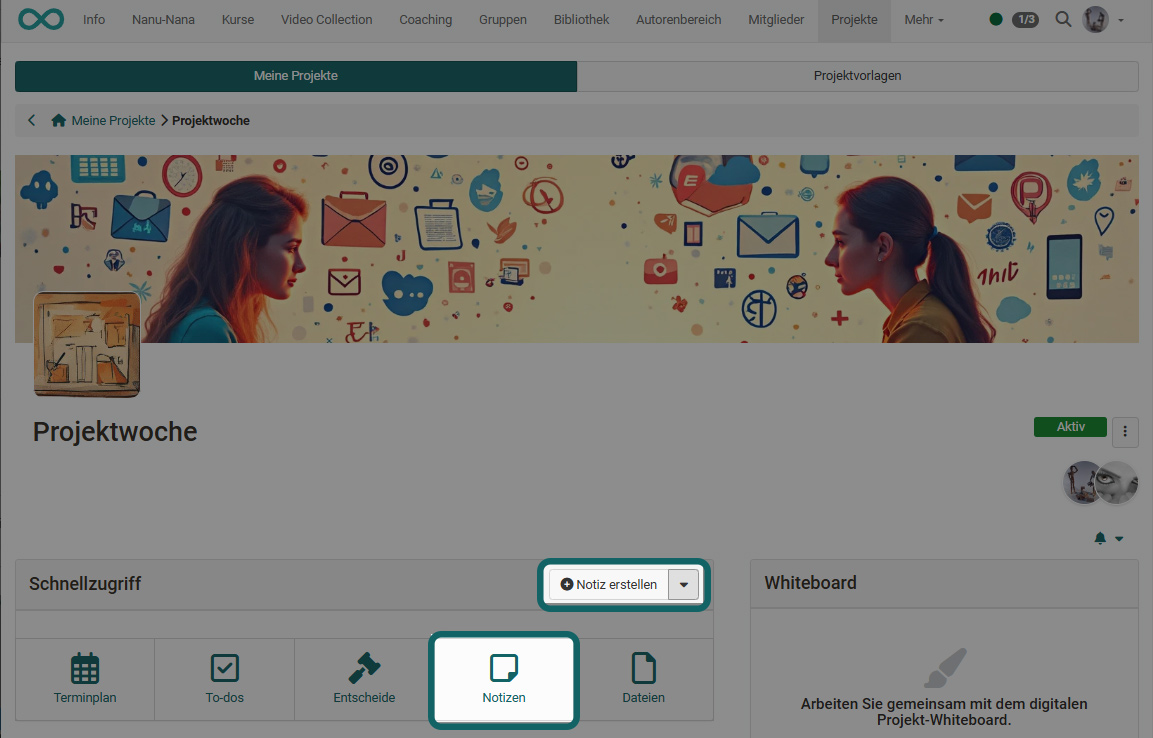 Info Nanu-Nana Kurse Video Collection Coaching Gruppen Bibliothek Autorenbereich Mitglieder Projekte Mehr 1/3
Meine Projekte Projektvorlagen
Meine Projekte Projektwoche
Projektwoche
Aktiv
Schnellzugriff
Notiz erstellen
Whiteboard
Terminplan To-dos Entscheide Notizen Dateien
Arbeiten Sie gemeinsam mit dem digitalen
Projekt-Whiteboard.